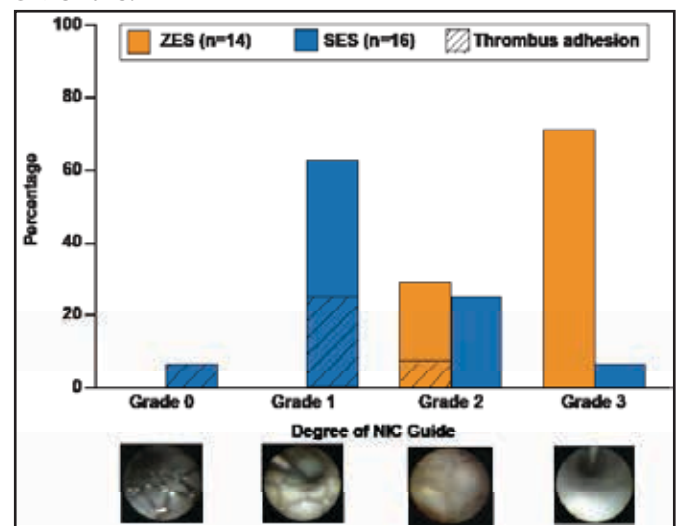 100
ZES (n=14) SES (n=16) Thrombus adhesion
80
60
40
20
0
Percentage
Grade 0 Grade 1 Grade 2 Grade 3
Degree of NIC Guide